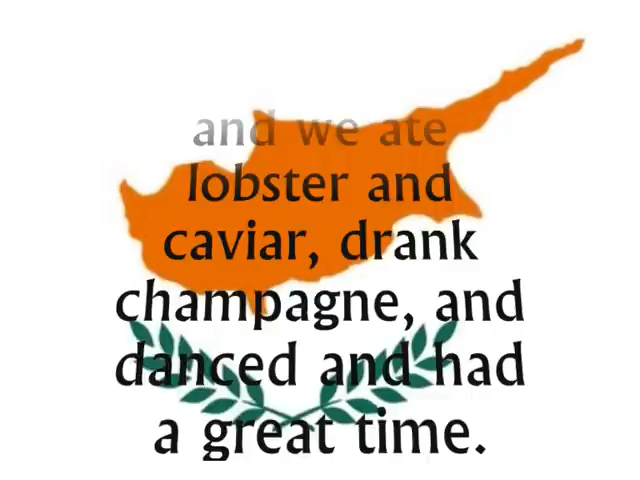 and we ate
lobster and
caviar, drank
champagne, and
danced and had
a great time.